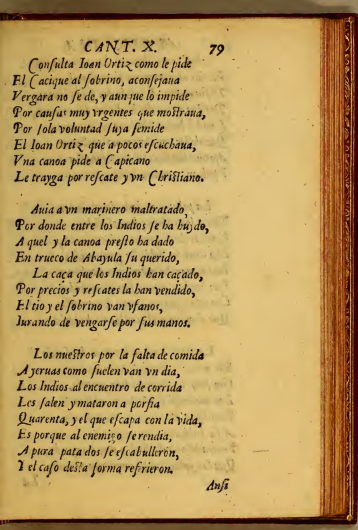 CANT. X. 79
Consulta Ioan Ortiz como le pide
El Cacique al sobrino, aconsejaua
Vergara no se de, y aunque lo impide
Por causas muy vrgentes que mostraua,
Por sola voluntad suya semide
El Ioan Ortiz que a pocos escuchaua,
Vna canoa pide a Capicano
Le trayga por rescate y vn Christiano.
Auia a vn marinero maltratado,
Por donde entre los Indios se ha huydo,
A quel y la canoa presto ha dado
En trueco de Abayula su querido,
La caça que los Indios han caçado,
Por precios y rescates la han vendido,
El tio y el sobrino van vfanos,
Iurando de vengarse por sus manos.
Los nuestros por la falta de comida
A yeruas como suelen van vn dia,
Los Indios al encuentro de corrida
Les salen y mataron a porfia
Quarenta, y el que escapa con la vida,
Es porque al enemigo se rendia,
A pura pata dos se escabulleron,
Y el caso desta forma refirieron.
Ansi